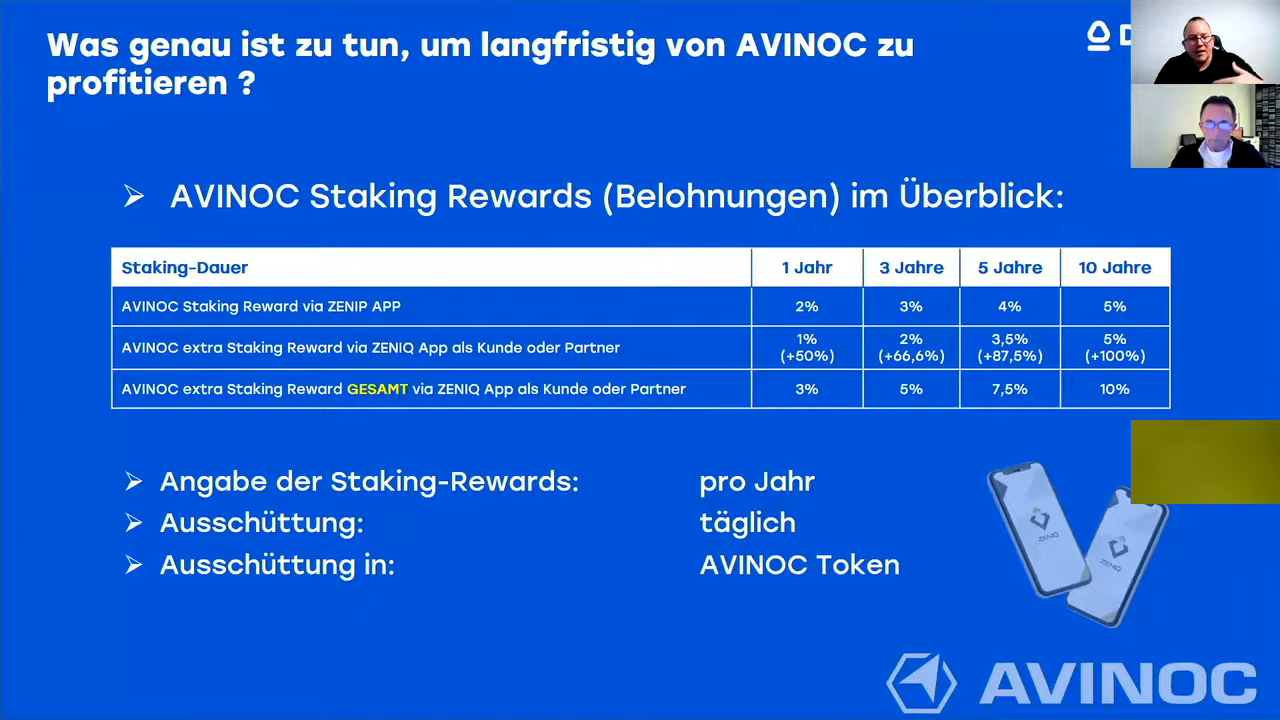 Was genau ist zu tun, um langfristig von AVINOC zu
profitieren ?
AVINOC Staking Rewards (Belohnungen) im Überblick:
Staking-Dauer 1 Jahr 3 Jahre 5 Jahre 10 Jahre
AVINOC Staking Reward via ZENIP APP 2% 3% 4% 5%
AVINOC extra Staking Reward via ZENIQ App als Kunde oder Partner 1% 2% 3,5% 5%
(+50%) (+66,6%) (+87,5%) (+100%)
AVINOC extra Staking Reward GESAMT via ZENIQ App als Kunde oder Partner 3% 5% 7,5% 10%
Angabe der Staking-Rewards: pro Jahr
Ausschüttung: täglich
Ausschüttung in: AVINOC Token
ZENIQ
ZENIQ
AVINOC